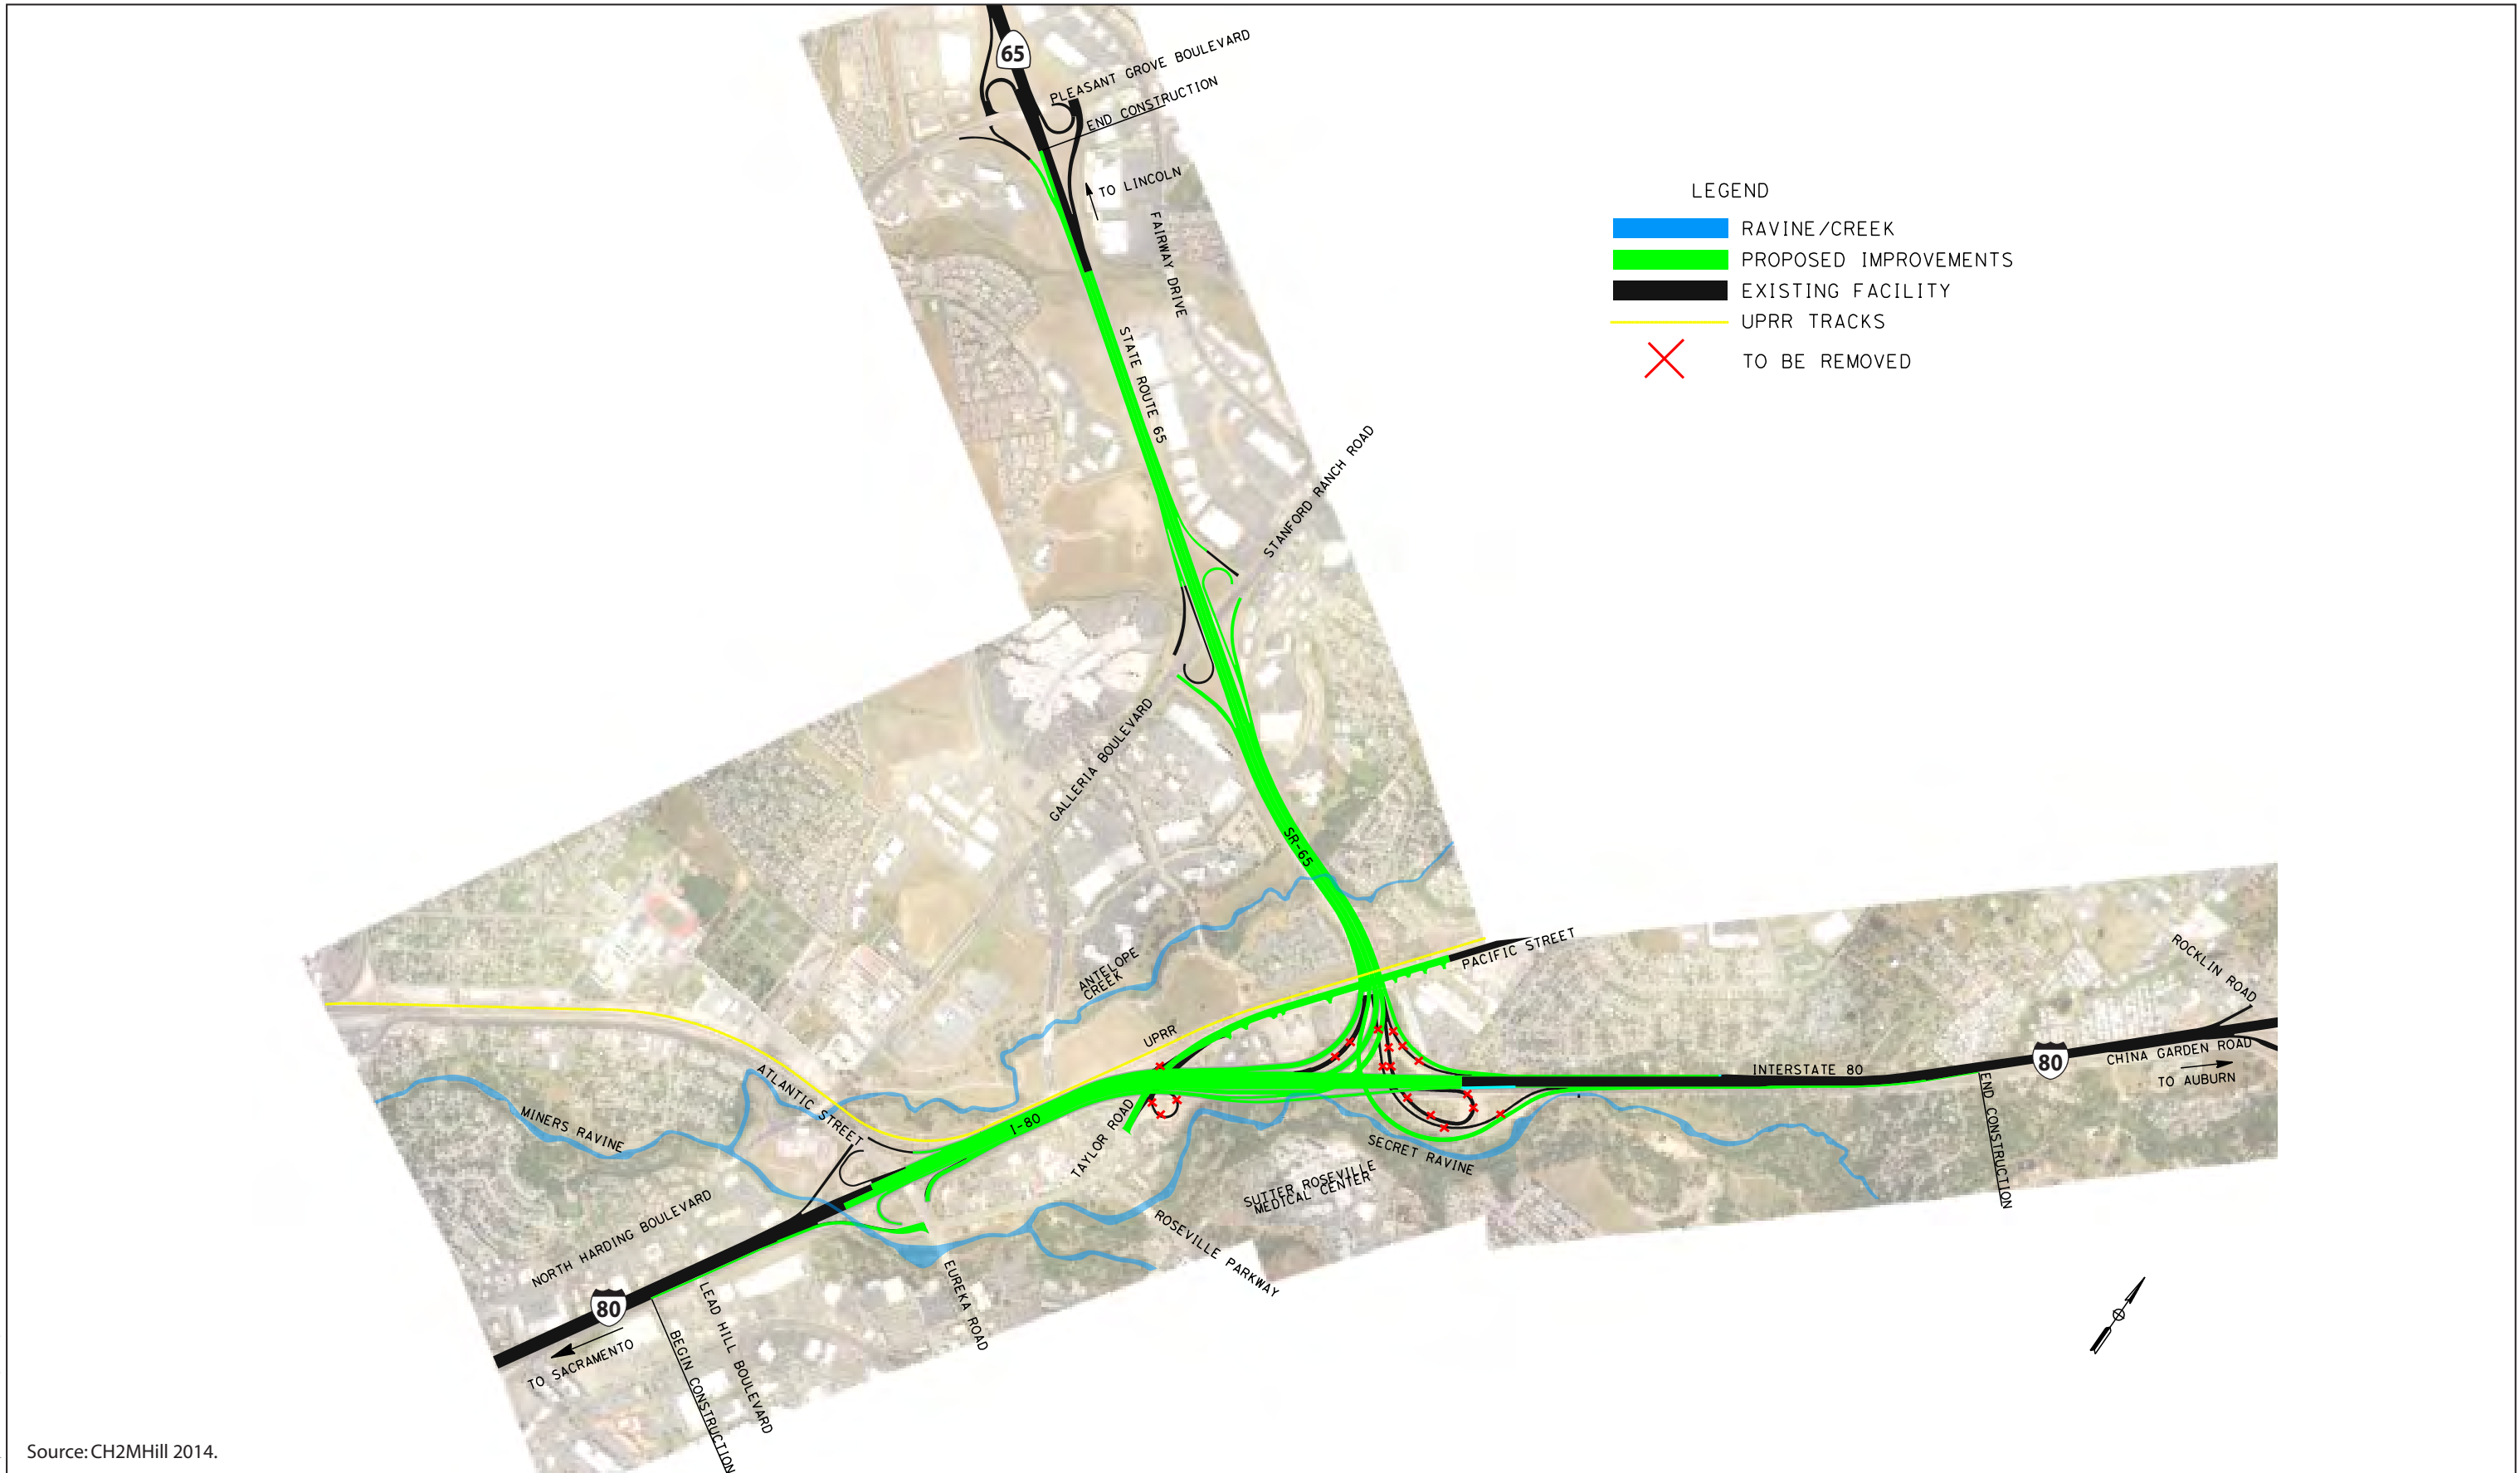 65
PLEASANT GROVE BOULEVARD
END CONSTRUCTION
TO LINCOLN
FAIRWAY DRIVE
LEGEND
RAVINE/CREEK
PROPOSED IMPROVEMENTS
EXISTING FACILITY
UPRR TRACKS
TO BE REMOVED
STATE ROUTE 65
STANFORD RANCH ROAD
GALLERIA BOULEVARD
SR-65
ANTELOPE
CREEK
PACIFIC STREET
ROCKLIN ROAD
UPRR
INTERSTATE 80
80
CHINA GARDEN ROAD
TO AUBURN
ATLANTIC STREET
MINERS RAVINE
I-80
TAYLOR ROAD
SECRET RAVINE
SUTTER ROSEVILLE
MEDICAL CENTER
END CONSTRUCTION
NORTH HARDING BOULEVARD
ROSEVILLE PARKWAY
EUREKA ROAD
80
LEAD HILL BOULEVARD
TO SACRAMENTO
BEGIN CONSTRUCTION
Source: CH2MHill 2014.